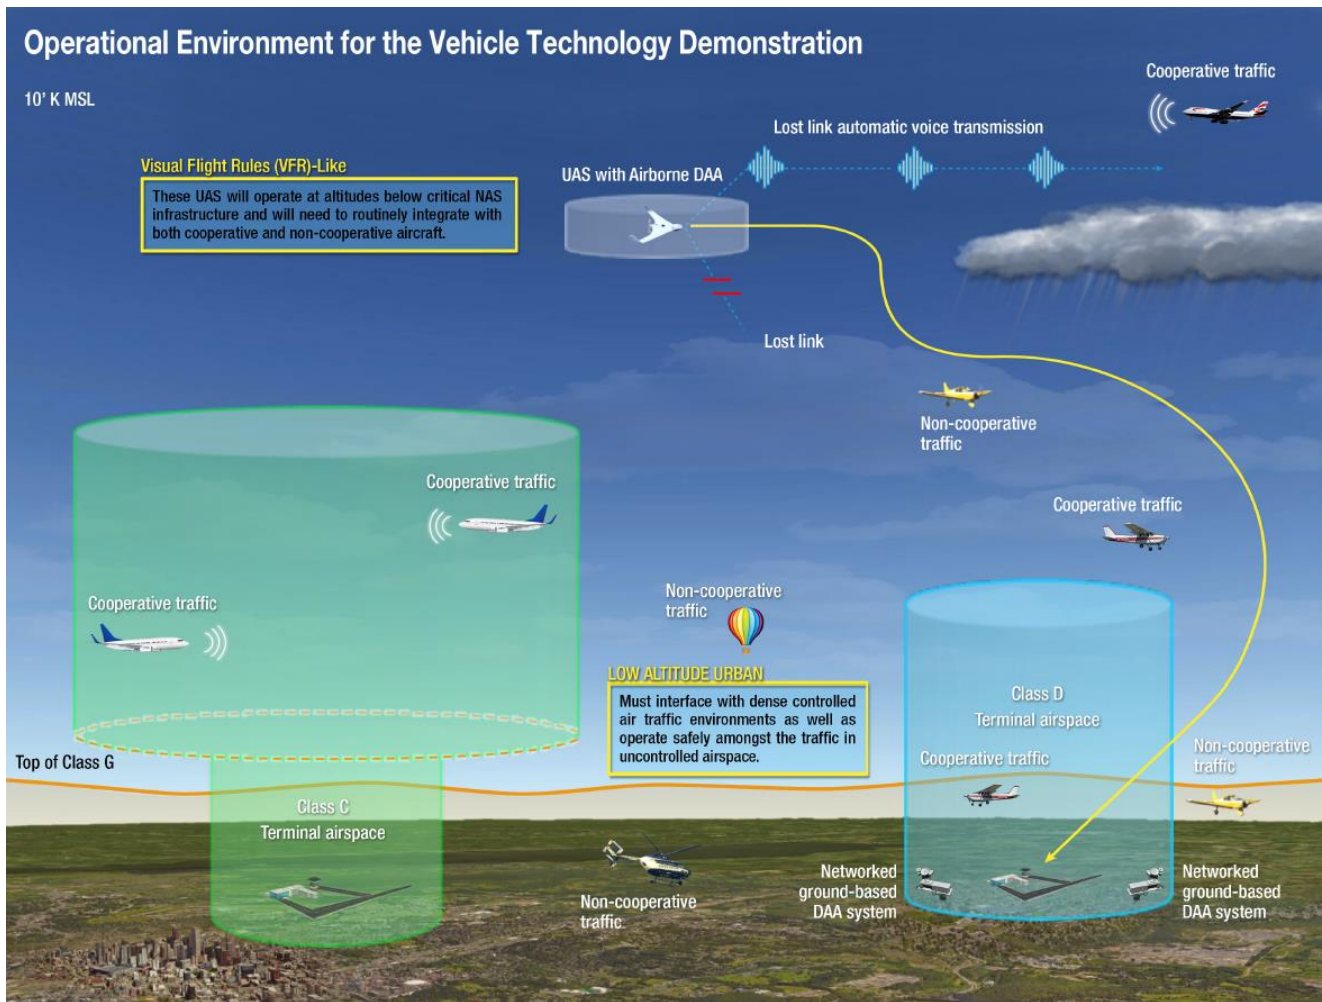 Operational Environment for the Vehicle Technology Demonstration
10' K MSL
Cooperative traffic
Lost link automatic voice transmission
Visual Flight Rules (VFR)-Like
These UAS will operate at altitudes below critical NAS
infrastructure and will need to routinely integrate with
both cooperative and non-cooperative aircraft.
UAS with Airborne DAA
Lost link
Non-cooperative
traffic
Cooperative traffic
Cooperative traffic
Cooperative traffic
Non-cooperative
traffic
LOW ALTITUDE URBAN
Must interface with dense controlled
air traffic environments as well as
operate safely amongst the traffic in
uncontrolled airspace.
Class D
Terminal airspace
Cooperative traffic
Non-cooperative
traffic
Top of Class G
Class C
Terminal airspace
Non-cooperative
traffic
Networked
ground-based
DAA system
Networked
ground-based
DAA system